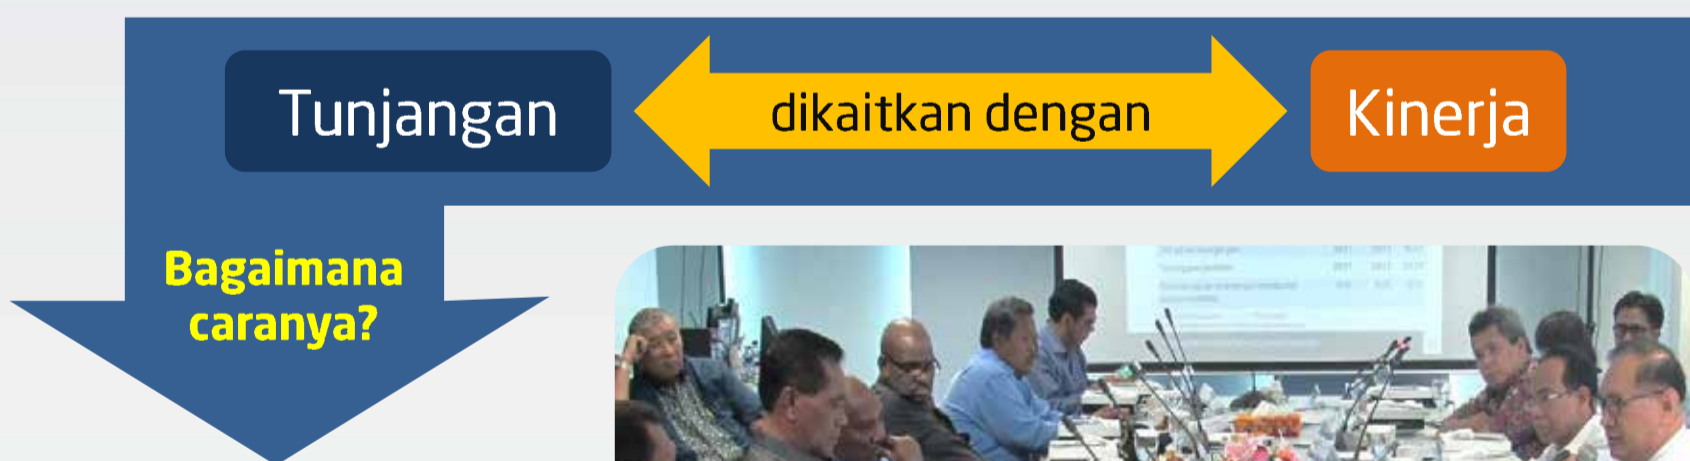 Tunjangan
dikaitkan dengan
Kinerja
Bagaimana
caranya?